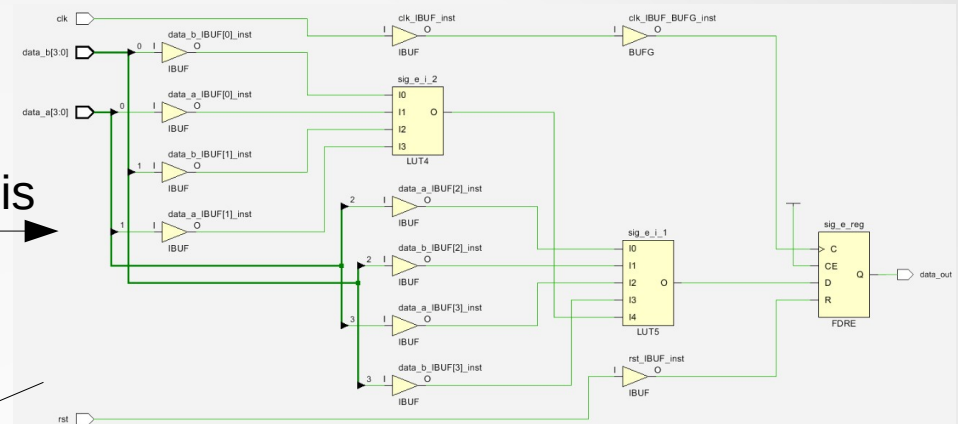 clk
clk_IBUF_inst
I
O
IBUF
clk_IBUF_BUFG_inst
I
O
BUFG
data_b[3:0]
0
data_b_IBUF[0]_inst
I
O
IBUF
data_a[3:0]
0
data_a_IBUF[0]_inst
I
O
IBUF
1
data_b_IBUF[1]_inst
I
O
IBUF
is
1
data_a_IBUF[1]_inst
I
O
IBUF
sig_e_i_2
I0
I1
O
I2
I3
LUT4
2
data_a_IBUF[2]_inst
I
O
IBUF
2
data_b_IBUF[2]_inst
I
O
IBUF
3
data_a_IBUF[3]_inst
I
O
IBUF
3
data_b_IBUF[3]_inst
I
O
IBUF
sig_e_i_1
I0
I1
I2
O
I3
I4
LUT5
sig_e_reg
C
CE
Q
D
R
FDRE
data_out
rst_IBUF_inst
I
O
IBUF
rst